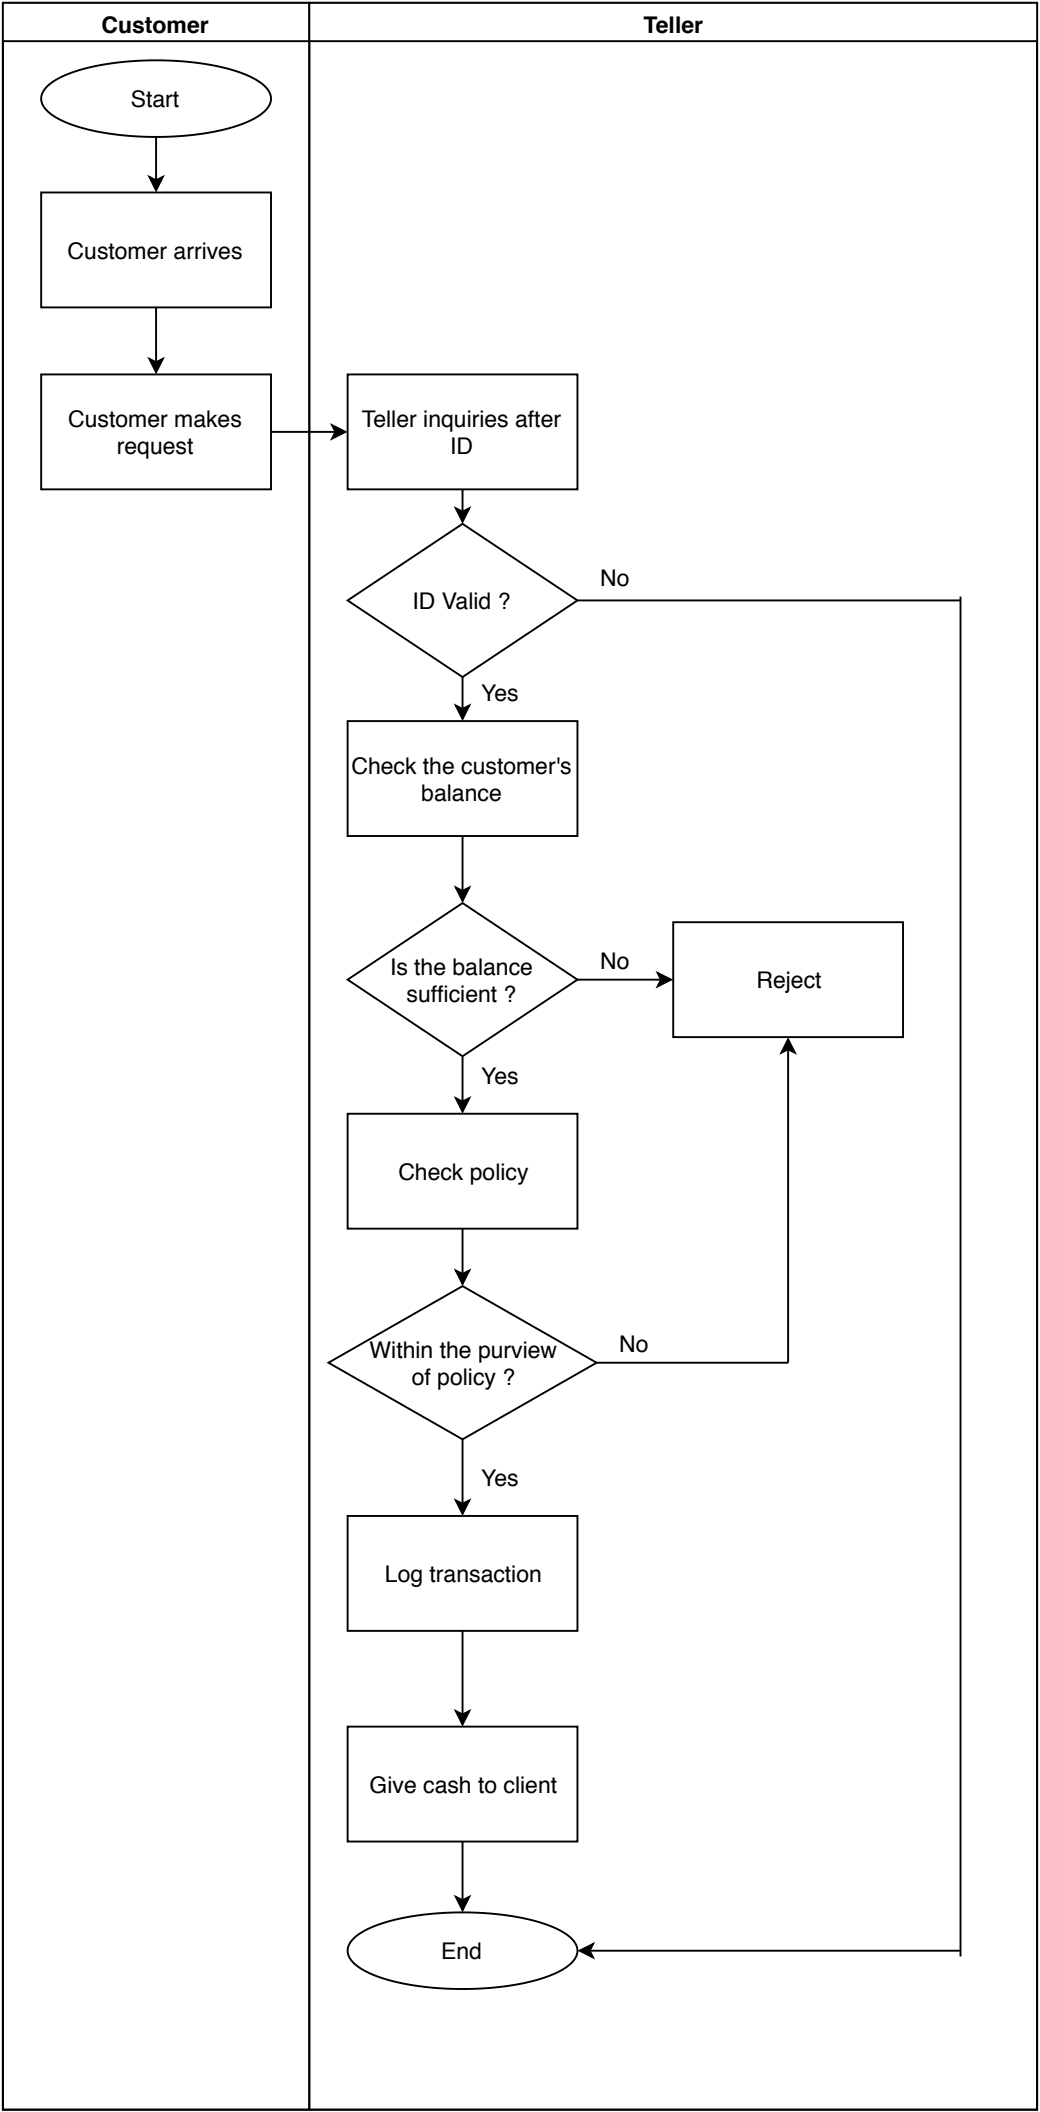 Customer
Teller
Start
Customer arrives
Customer makes
request
Teller inquiries after
ID
ID Valid ?
No
Yes
Check the customer's
balance
Is the balance
sufficient ?
No
Reject
Yes
Check policy
Within the purview
of policy ?
No
Yes
Log transaction
Give cash to client
End